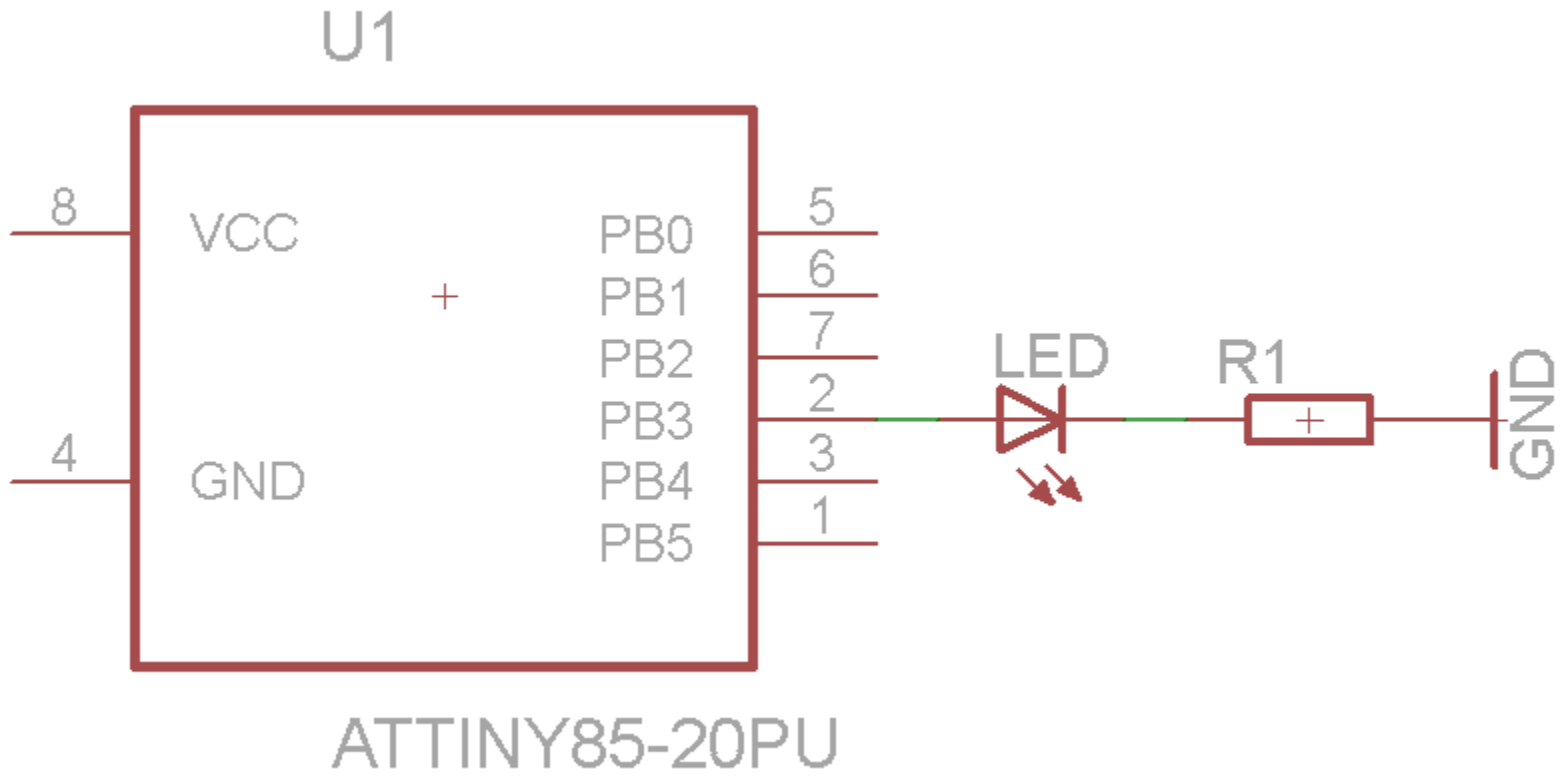 U1
8
VCC
PB0
5
PB1
6
PB2
7
PB3
2
LED
R1
GND
4
GND
PB4
3
PB5
1
ATTINY85-20PU